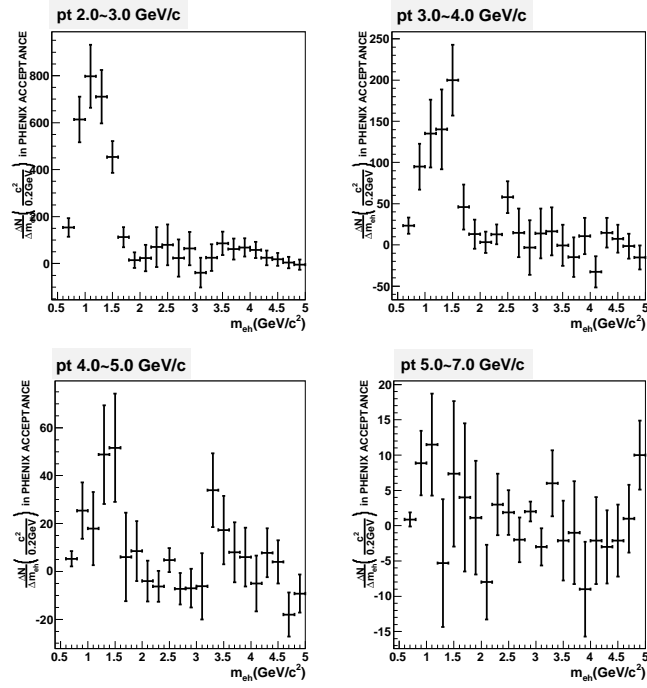 pt 2.0~3.0 GeV/c
ΔN/Δm_eh (c²/0.2GeV) in PHENIX ACCEPTANCE
800
600
400
200
0
0.5 1 1.5 2 2.5 3 3.5 4 4.5 5
m_eh(GeV/c²)
pt 3.0~4.0 GeV/c
ΔN/Δm_eh (c²/0.2GeV) in PHENIX ACCEPTANCE
250
200
150
100
50
0
-50
0.5 1 1.5 2 2.5 3 3.5 4 4.5 5
m_eh(GeV/c²)
pt 4.0~5.0 GeV/c
ΔN/Δm_eh (c²/0.2GeV) in PHENIX ACCEPTANCE
60
40
20
0
-20
0.5 1 1.5 2 2.5 3 3.5 4 4.5 5
m_eh(GeV/c²)
pt 5.0~7.0 GeV/c
ΔN/Δm_eh (c²/0.2GeV) in PHENIX ACCEPTANCE
20
15
10
5
0
-5
-10
-15
0.5 1 1.5 2 2.5 3 3.5 4 4.5 5
m_eh(GeV/c²)